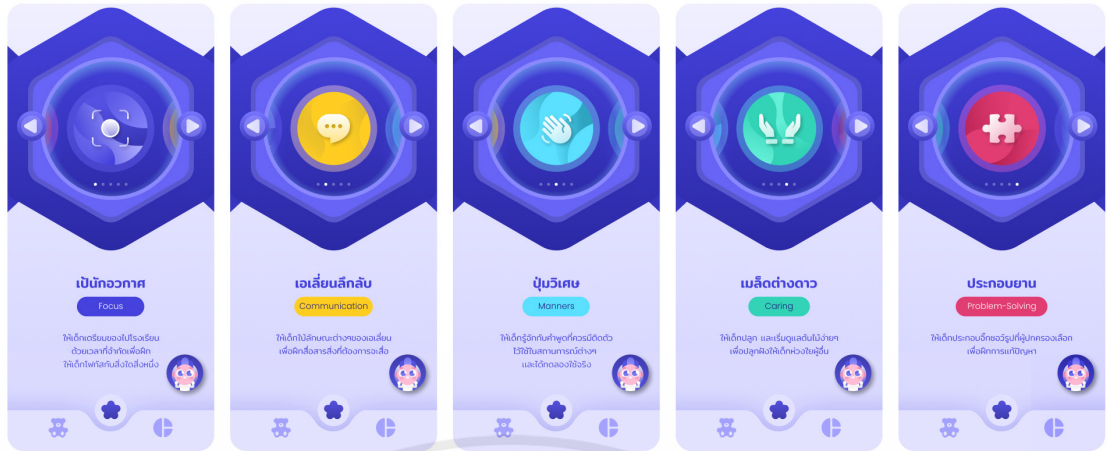 เป้นักอวกาศ
Focus
ให้เด็กเตรียมของไปโรงเรียน
ด้วยเวลาที่จำกัดเพื่อฝึก
ให้เด็กโฟกัสกับสิ่งใดสิ่งหนึ่ง
เอเลี่ยนลึกลับ
Communication
ให้เด็กใบ้ลักษณะต่างๆของเอเลี่ยน
เพื่อฝึกสื่อสารสิ่งที่ต้องการจะสื่อ
ปุ่มวิเศษ
Manners
ให้เด็กรู้จักกับคำพูดที่ควรมีติดตัว
ไว้ใช้ในสถานการณ์ต่างๆ
และได้ทดลองใช้จริง
เมล็ดต่างดาว
Caring
ให้เด็กปลูก และเริ่มดูแลต้นไม้ง่ายๆ
เพื่อปลูกฝังให้เด็กห่วงใยผู้อื่น
ประกอบยาน
Problem-Solving
ให้เด็กประกอบจิ๊กซอว์รูปที่ผู้ปกครองเลือก
เพื่อฝึกการแก้ปัญหา